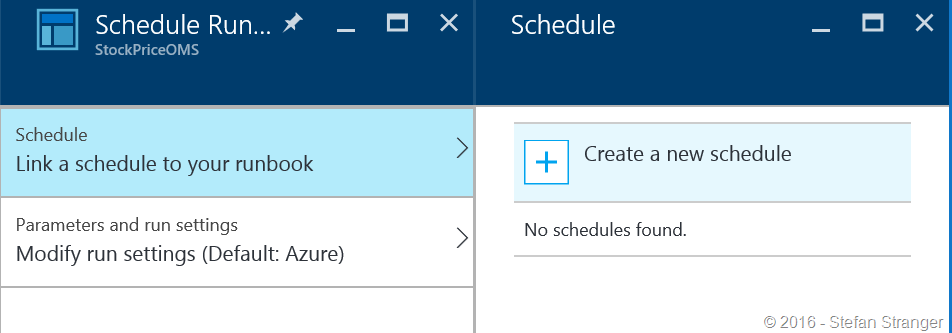 Schedule Run...
StockPriceOMS
Schedule
Link a schedule to your runbook
Parameters and run settings
Modify run settings (Default: Azure)
Schedule
Create a new schedule
No schedules found.
© 2016 - Stefan Stranger